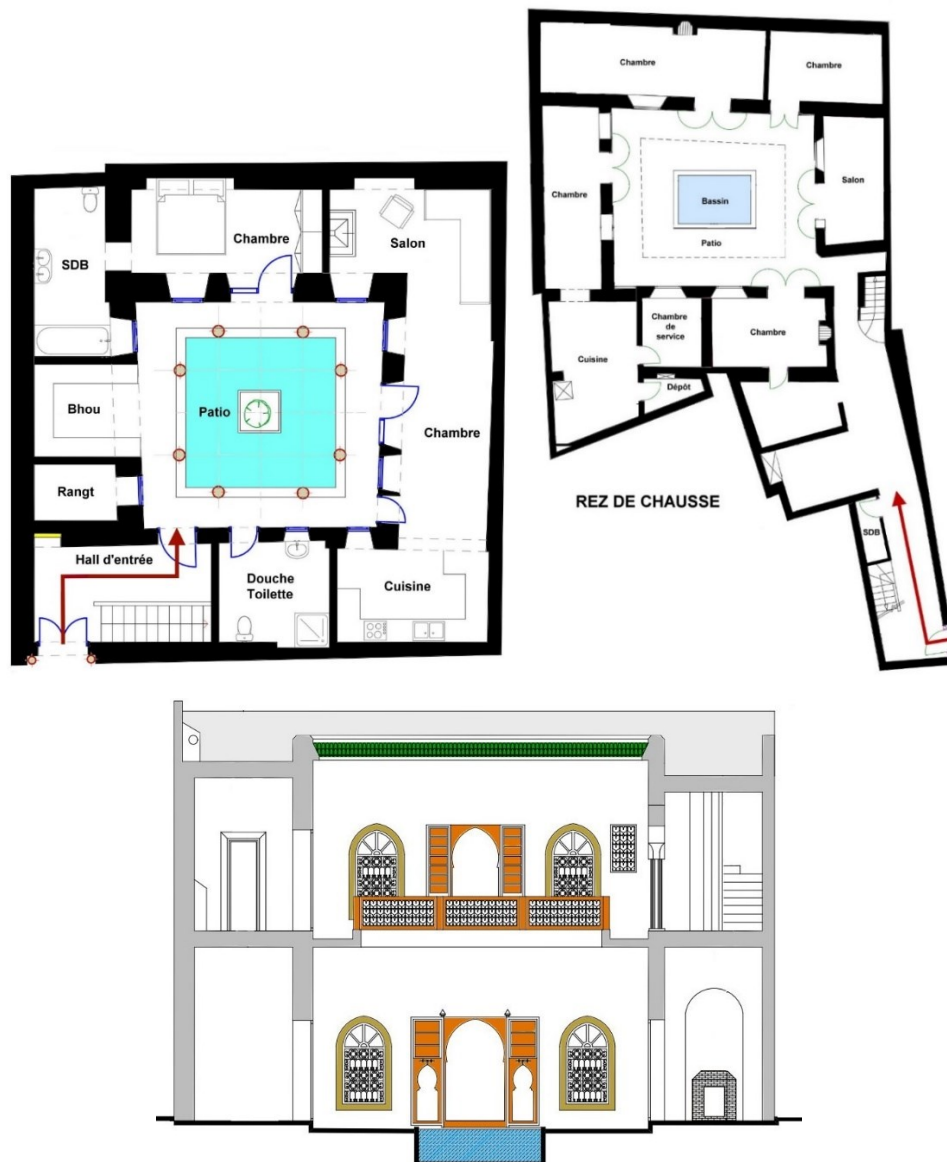 Chambre
Salon
SDB
Bhou
Patio
Chambre
Rangt
Hall d'entrée
Douche
Toilette
Cuisine
Chambre
Chambre
Chambre
Salon
Bassin
Patio
Chambre
de
service
Chambre
Cuisine
Dépôt
REZ DE CHAUSSE
SDB